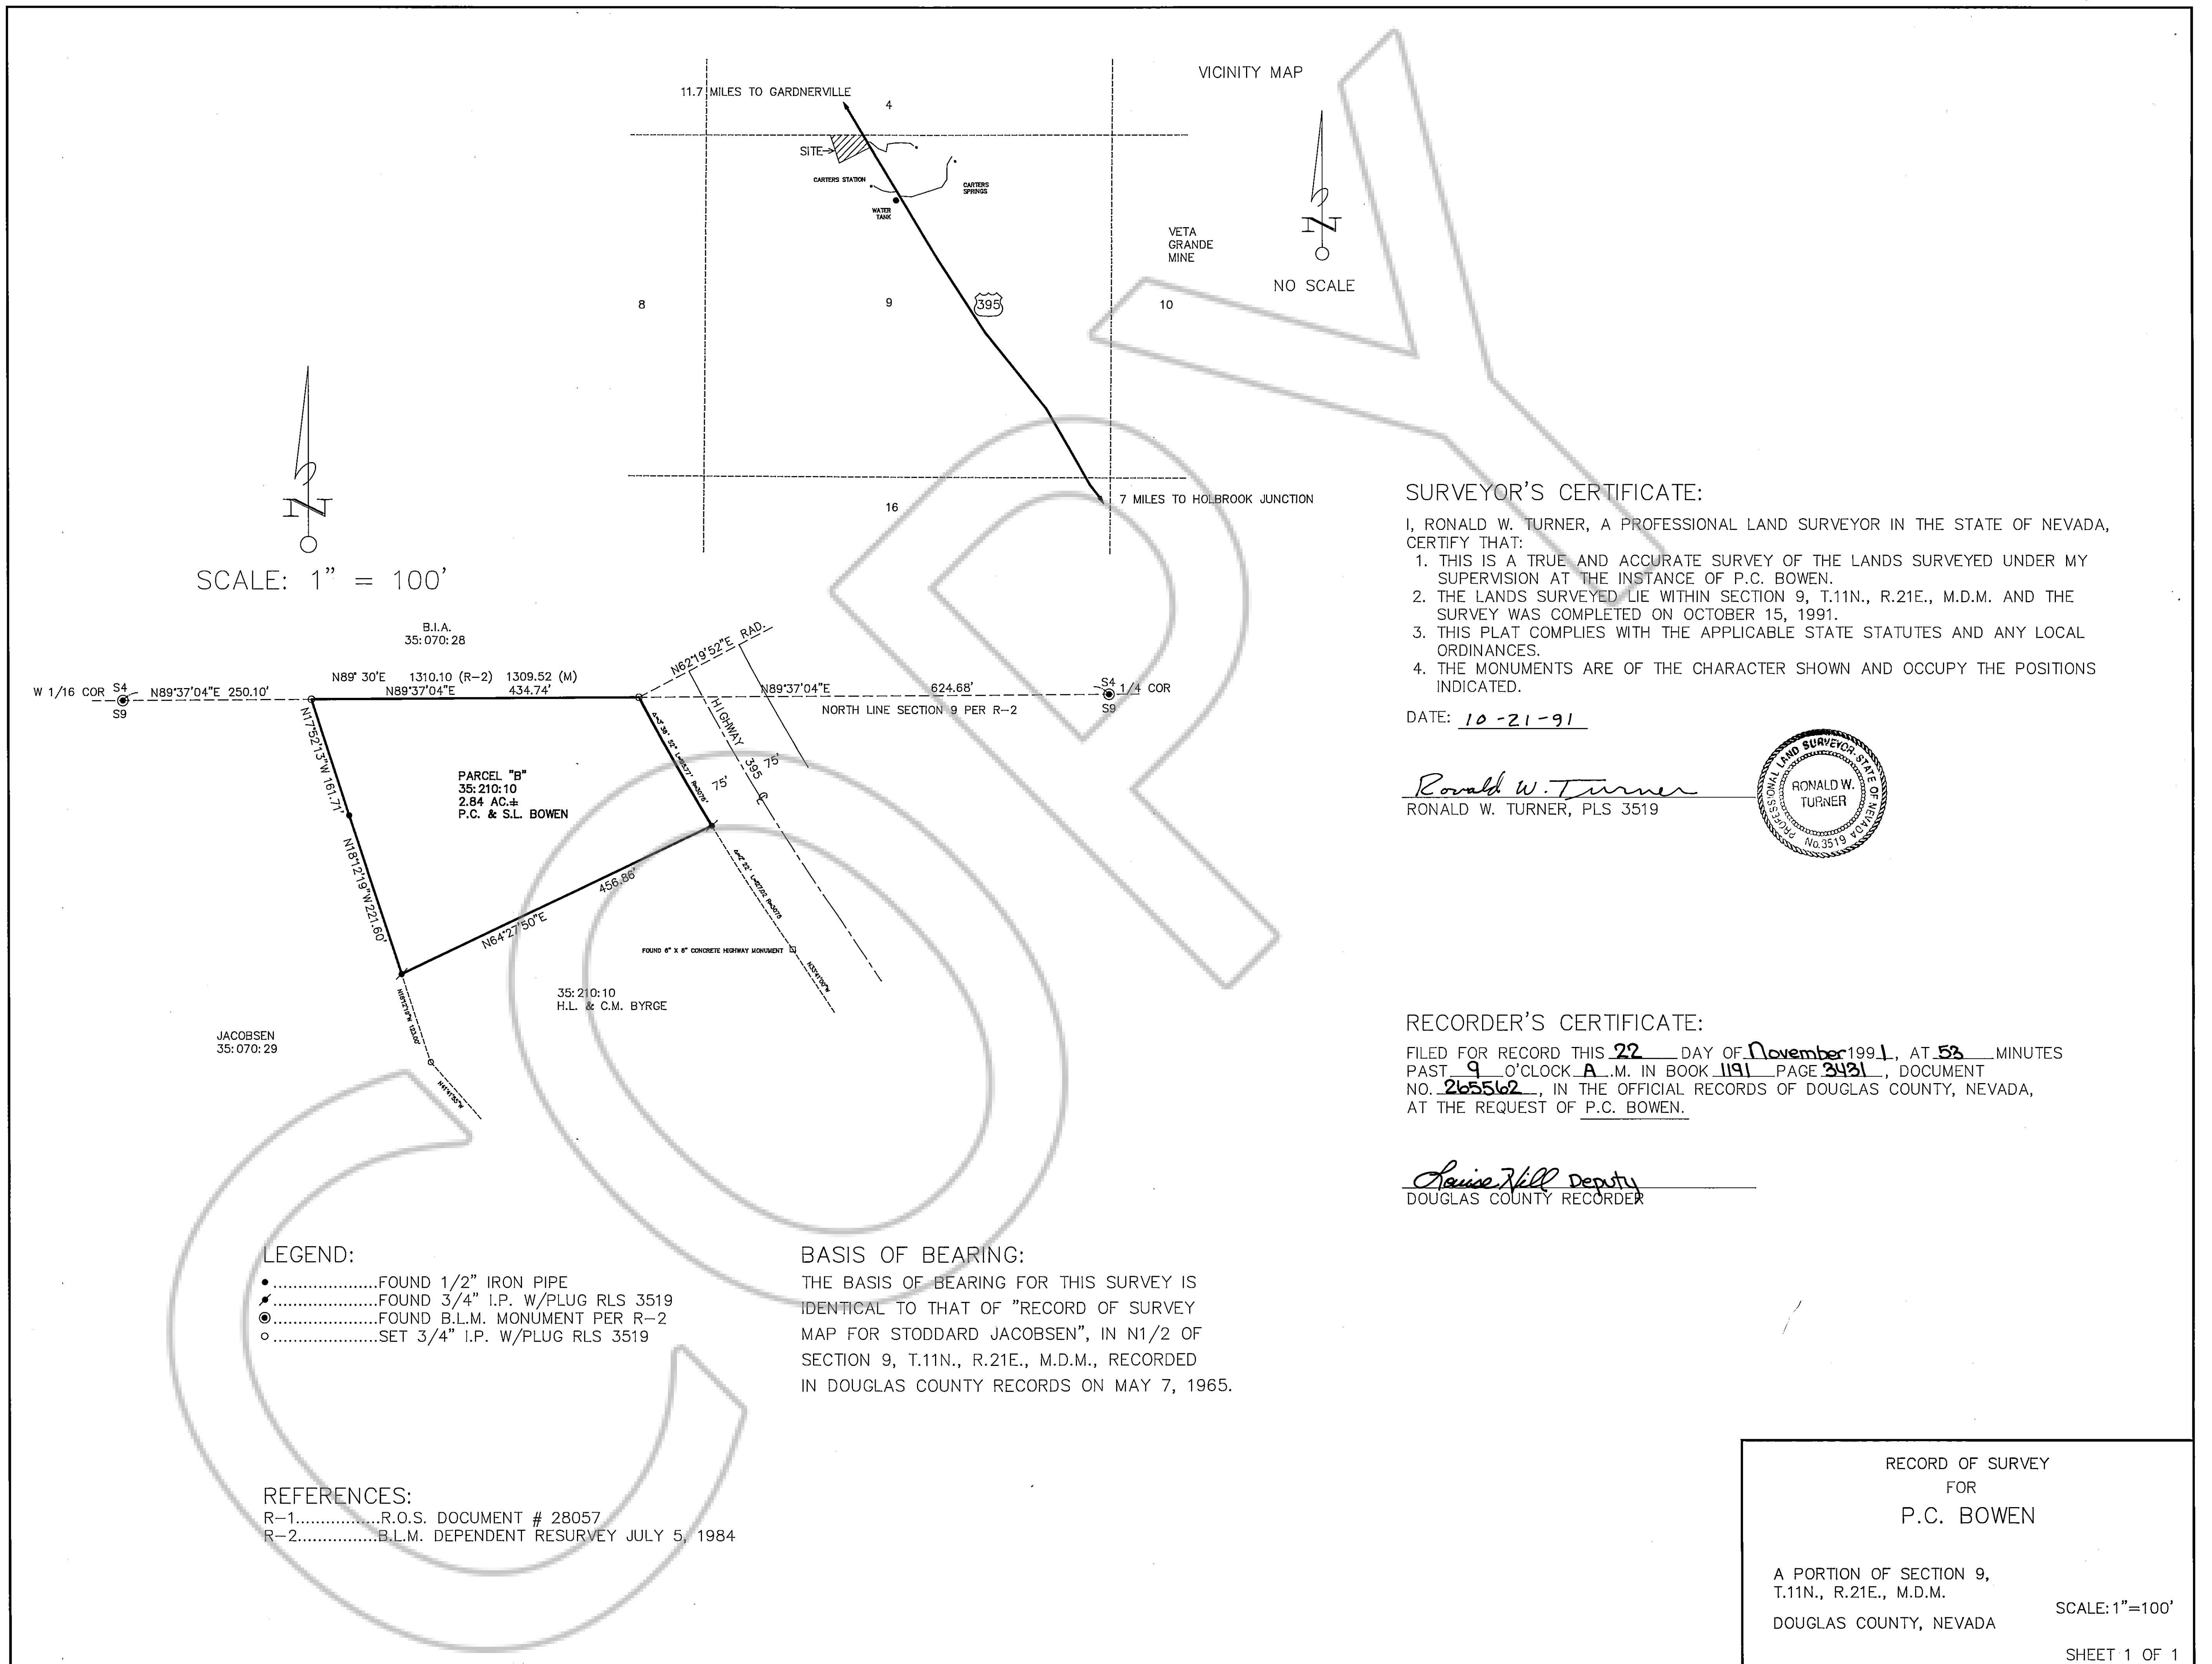 VICINITY MAP
11.7 MILES TO GARDNERVILLE
4
SITE
CARTERS STATION
CARTERS
SPRINGS
WATER
TANK
VETA
GRANDE
MINE
NO SCALE
N
8
9
395
10
16
7 MILES TO HOLBROOK JUNCTION
N
SCALE: 1" = 100'
B.I.A.
35:070:28
N62°19'52"E RAD.
N89° 30'E 1310.10 (R-2) 1309.52 (M)
W 1/16 COR S4
S9
N89°37'04"E 250.10'
N89°37'04"E 434.74'
N89°37'04"E 624.68'
S4 1/4 COR
S9
NORTH LINE SECTION 9 PER R-2
HIGHWAY 395
75'
75'
N17°52'13"W 161.71'
PARCEL "B"
35:210:10
2.84 AC.±
P.C. & S.L. BOWEN
N18°12'19"W 221.60'
456.86'
N64°27'50"E
FOUND 6" X 6" CONCRETE HIGHWAY MONUMENT
35:210:10
H.L. & C.M. BYRGE
JACOBSEN
35:070:29
SURVEYOR'S CERTIFICATE:
I, RONALD W. TURNER, A PROFESSIONAL LAND SURVEYOR IN THE STATE OF NEVADA,
CERTIFY THAT:
1. THIS IS A TRUE AND ACCURATE SURVEY OF THE LANDS SURVEYED UNDER MY
SUPERVISION AT THE INSTANCE OF P.C. BOWEN.
2. THE LANDS SURVEYED LIE WITHIN SECTION 9, T.11N., R.21E., M.D.M. AND THE
SURVEY WAS COMPLETED ON OCTOBER 15, 1991.
3. THIS PLAT COMPLIES WITH THE APPLICABLE STATE STATUTES AND ANY LOCAL
ORDINANCES.
4. THE MONUMENTS ARE OF THE CHARACTER SHOWN AND OCCUPY THE POSITIONS
INDICATED.
DATE: 10-21-91
Ronald W. Turner
RONALD W. TURNER, PLS 3519
PROFESSIONAL LAND SURVEYOR-STATE OF NEVADA
RONALD W.
TURNER
No.3519
RECORDER'S CERTIFICATE:
FILED FOR RECORD THIS 22 DAY OF November 1991, AT 53 MINUTES
PAST 9 O'CLOCK A.M. IN BOOK 1191 PAGE 3431, DOCUMENT
NO. 265562, IN THE OFFICIAL RECORDS OF DOUGLAS COUNTY, NEVADA,
AT THE REQUEST OF P.C. BOWEN.
Louise Hill Deputy
DOUGLAS COUNTY RECORDER
LEGEND:
....................FOUND 1/2" IRON PIPE
....................FOUND 3/4" I.P. W/PLUG RLS 3519
....................FOUND B.L.M. MONUMENT PER R-2
....................SET 3/4" I.P. W/PLUG RLS 3519
BASIS OF BEARING:
THE BASIS OF BEARING FOR THIS SURVEY IS
IDENTICAL TO THAT OF "RECORD OF SURVEY
MAP FOR STODDARD JACOBSEN", IN N1/2 OF
SECTION 9, T.11N., R.21E., M.D.M., RECORDED
IN DOUGLAS COUNTY RECORDS ON MAY 7, 1965.
REFERENCES:
R-1.................R.O.S. DOCUMENT # 28057
R-2................B.L.M. DEPENDENT RESURVEY JULY 5, 1984
RECORD OF SURVEY
FOR
P.C. BOWEN
A PORTION OF SECTION 9,
T.11N., R.21E., M.D.M.
DOUGLAS COUNTY, NEVADA
SCALE:1"=100'
SHEET 1 OF 1
COPY